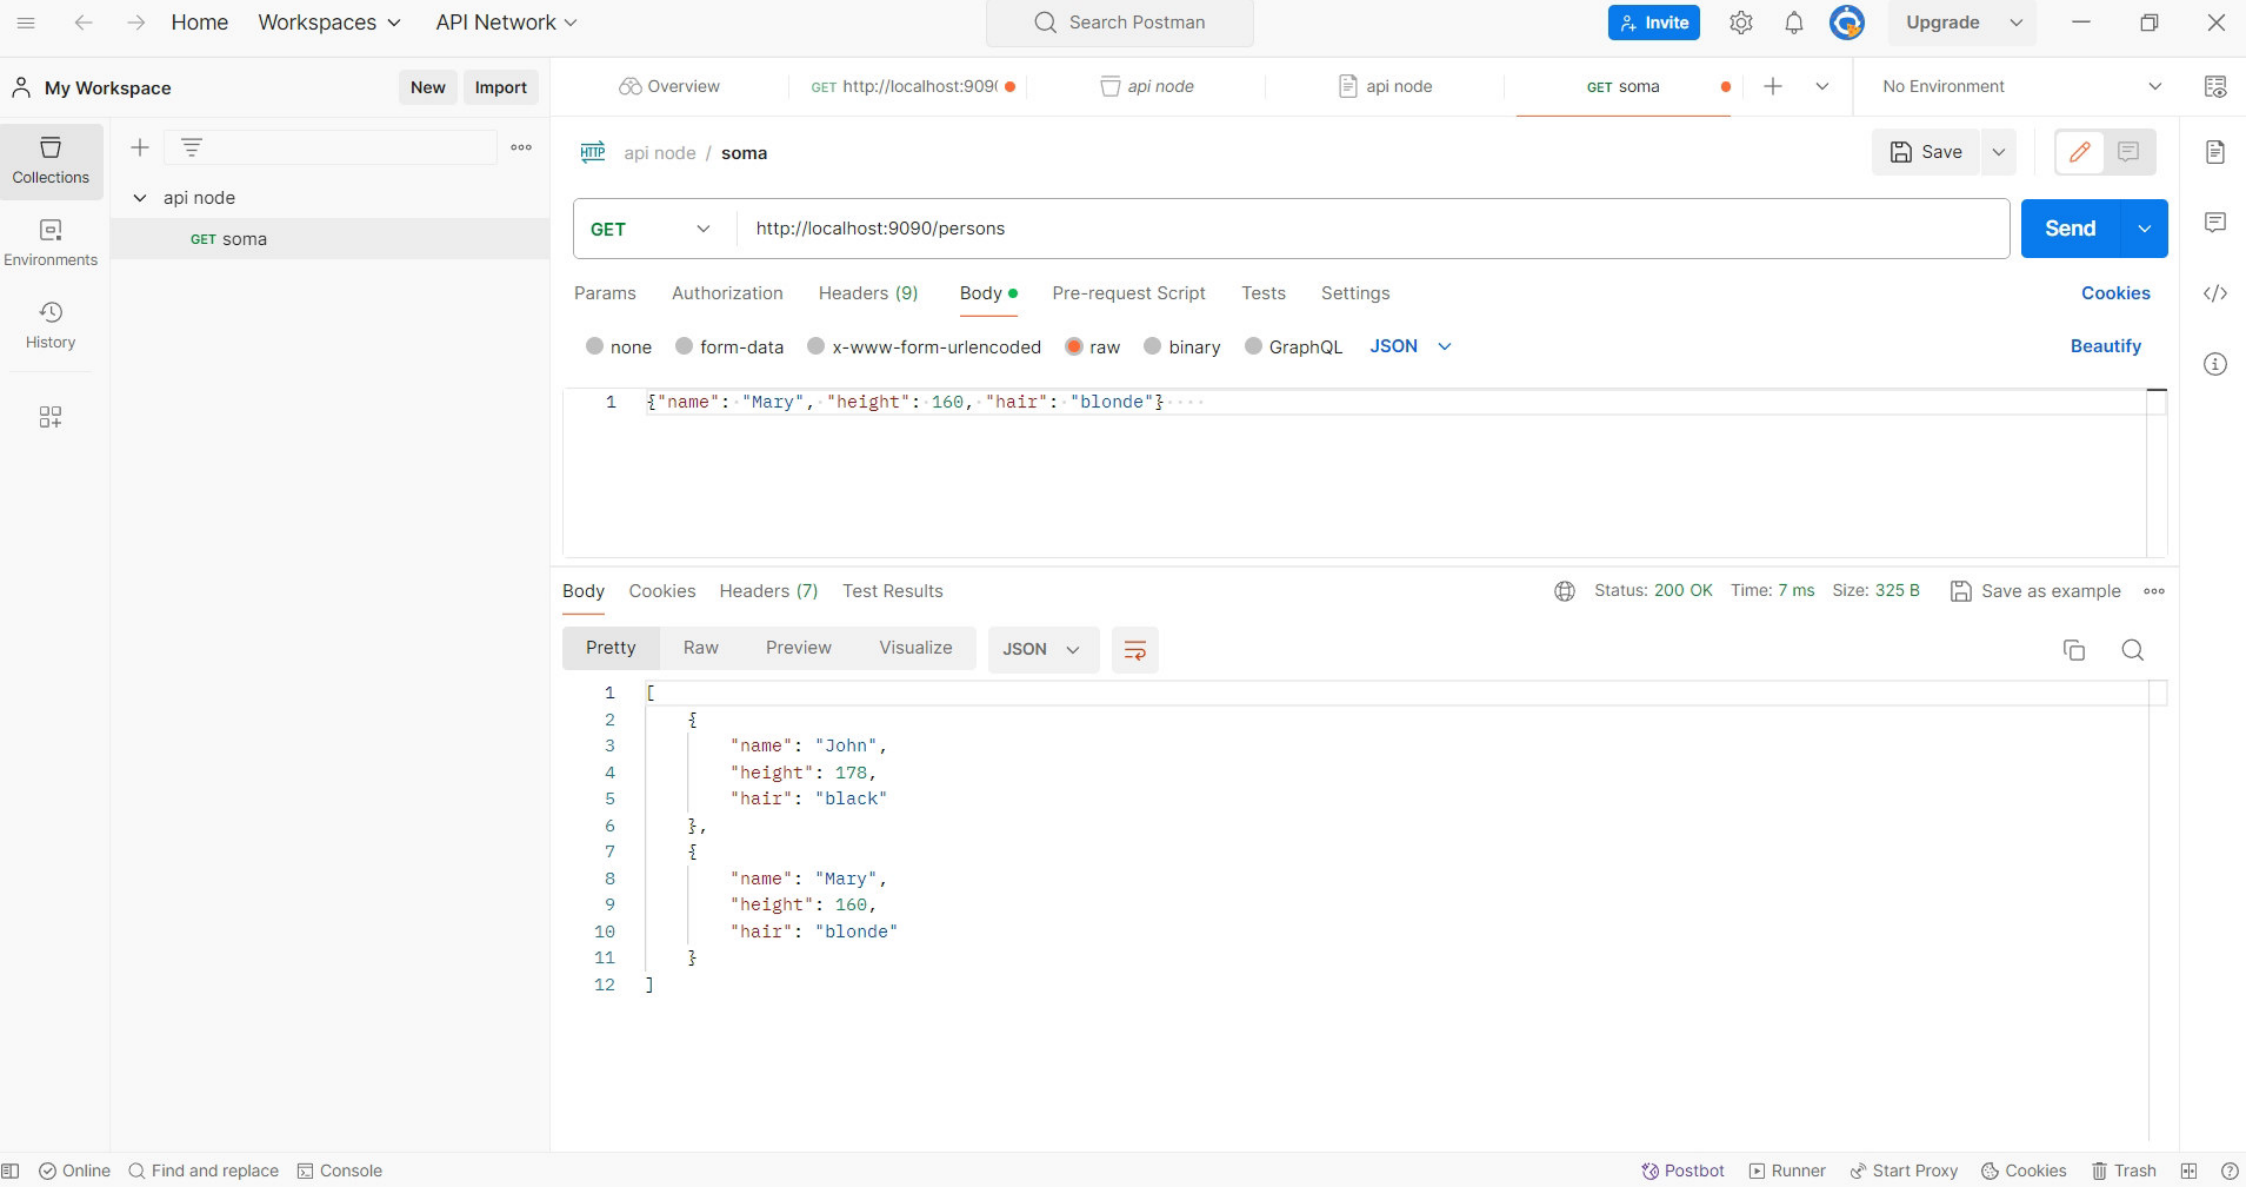 Home Workspaces API Network Search Postman Invite Upgrade
My Workspace New Import Overview GET http://localhost:909 api node api node GET soma No Environment
Collections
api node / soma Save
api node
GET soma
Environments
History
GET http://localhost:9090/persons Send
Params Authorization Headers (9) Body Pre-request Script Tests Settings Cookies
none form-data x-www-form-urlencoded raw binary GraphQL JSON Beautify
1 {"name": "Mary", "height": 160, "hair": "blonde"}
Body Cookies Headers (7) Test Results Status: 200 OK Time: 7 ms Size: 325 B Save as example
Pretty Raw Preview Visualize JSON
1 [
2 {
3 "name": "John",
4 "height": 178,
5 "hair": "black"
6 },
7 {
8 "name": "Mary",
9 "height": 160,
10 "hair": "blonde"
11 }
12 ]
Online Find and replace Console Postbot Runner Start Proxy Cookies Trash